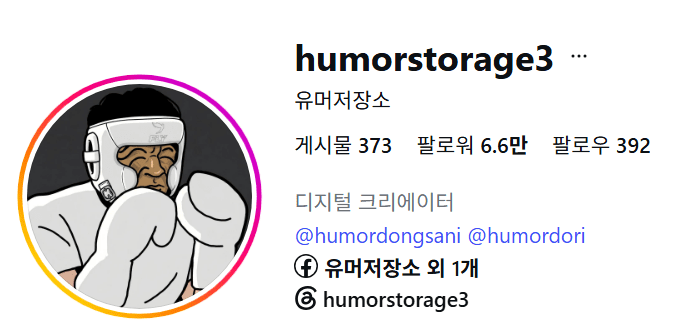 humorstorage3 ...
유머저장소
게시물 373 팔로워 6.6만 팔로우 392
디지털 크리에이터
@humordongsani @humordori
유머저장소 외 1개
humorstorage3